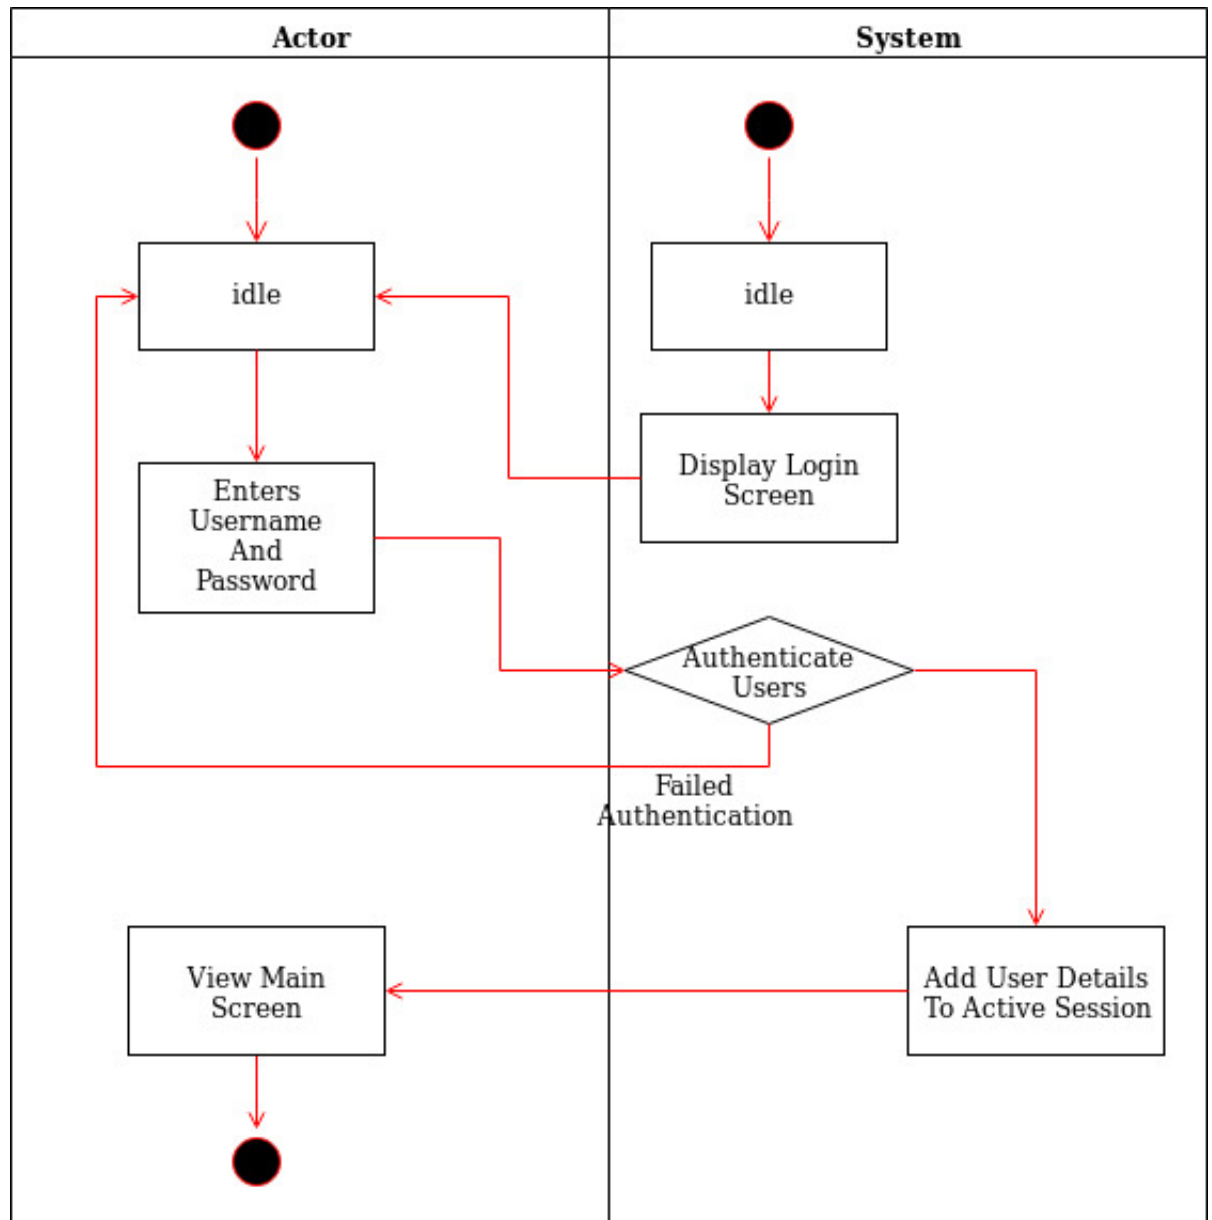 Actor
System
idle
idle
Display Login
Screen
Enters
Username
And
Password
Authenticate
Users
Failed
Authentication
View Main
Screen
Add User Details
To Active Session